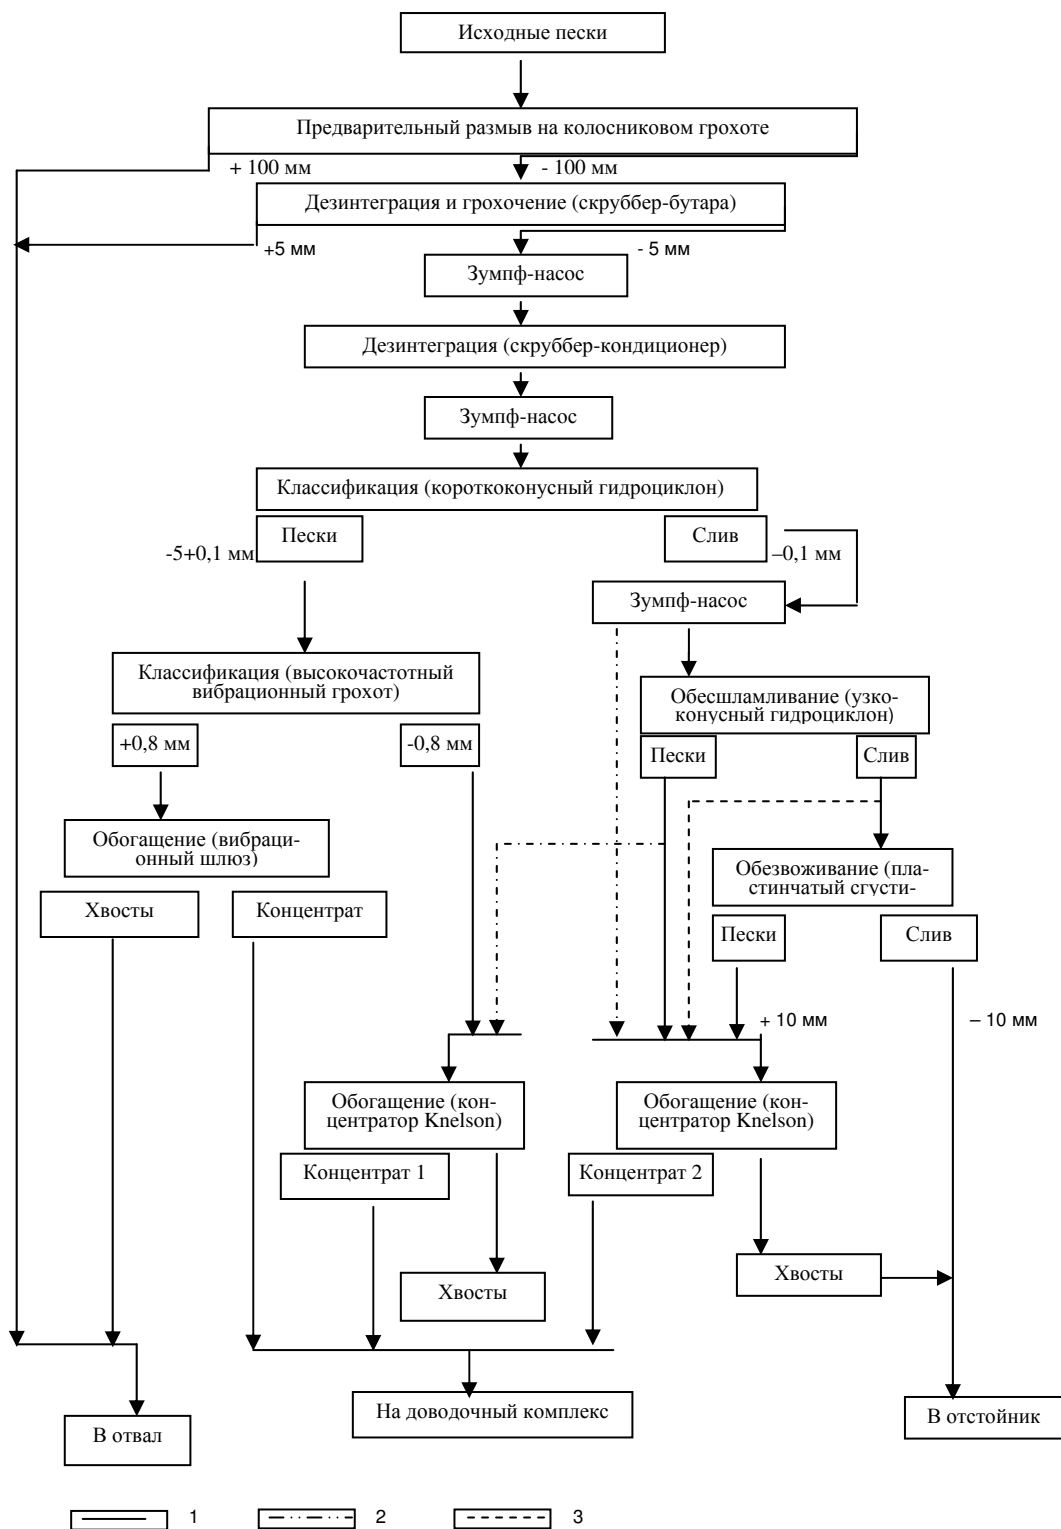 Исходные пески
Предварительный размыв на колосниковом грохоте
+ 100 мм
- 100 мм
Дезинтеграция и грохочение (скруббер-бутара)
+5 мм
- 5 мм
Зумпф-насос
Дезинтеграция (скруббер-кондиционер)
Зумпф-насос
Классификация (короткоконусный гидроциклон)
Пески
Слив
-5+0,1 мм
–0,1 мм
Зумпф-насос
Классификация (высокочастотный
вибрационный грохот)
Обесшламливание (узко-
конусный гидроциклон)
+0,8 мм
-0,8 мм
Пески
Слив
Обогащение (вибраци-
онный шлюз)
Обезвоживание (пла-
стинчатый сгусти-
Хвосты
Концентрат
Пески
Слив
+ 10 мм
– 10 мм
Обогащение (кон-
центратор Knelson)
Обогащение (кон-
центратор Knelson)
Концентрат 1
Концентрат 2
Хвосты
Хвосты
На доводочный комплекс
В отвал
В отстойник
1
2
3